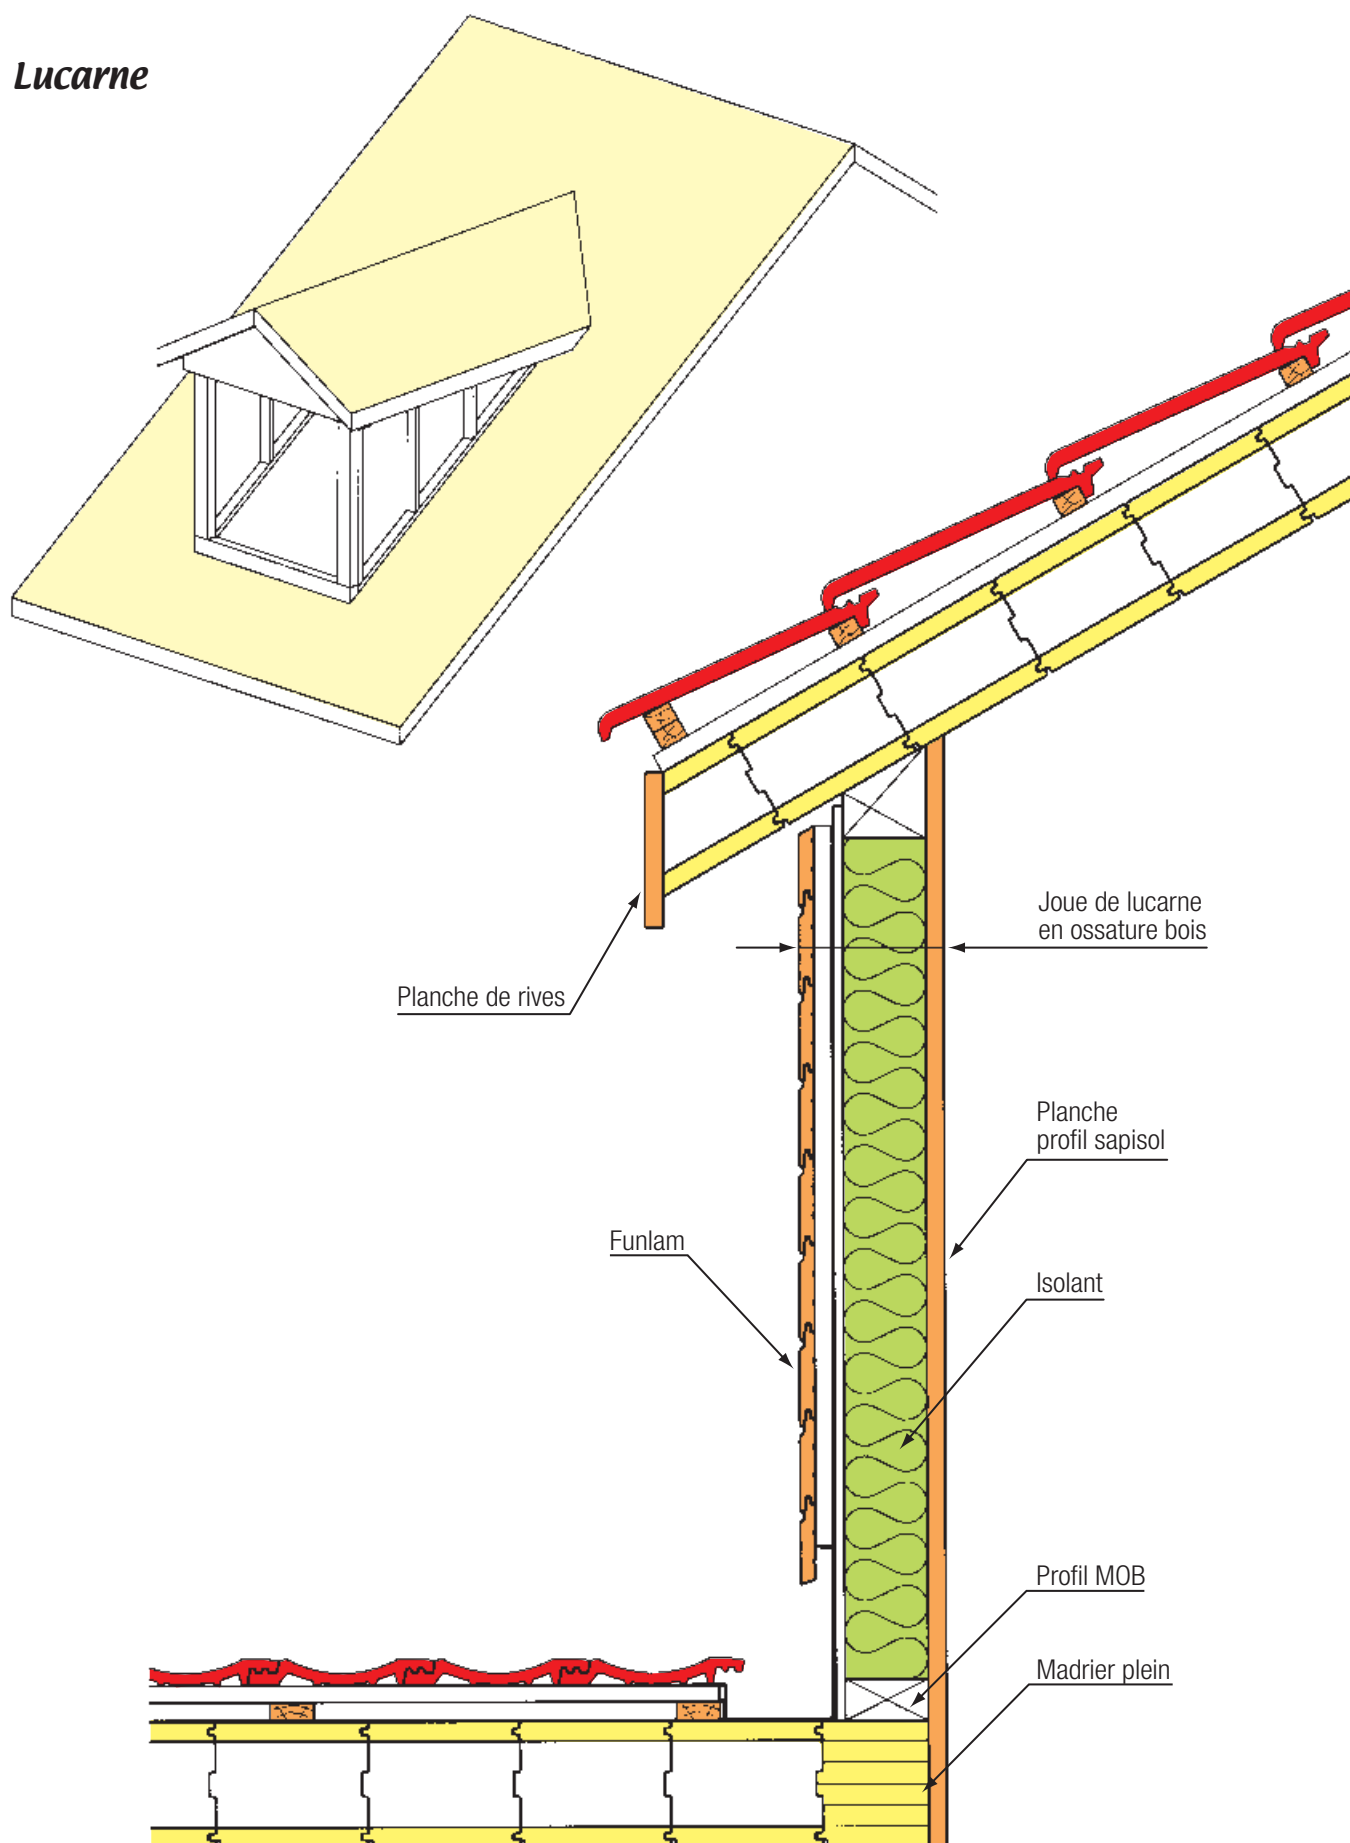 Lucarne
Joue de lucarne
en ossature bois
Planche de rives
Planche
profil sapisol
Funlam
Isolant
Profil MOB
Madrier plein